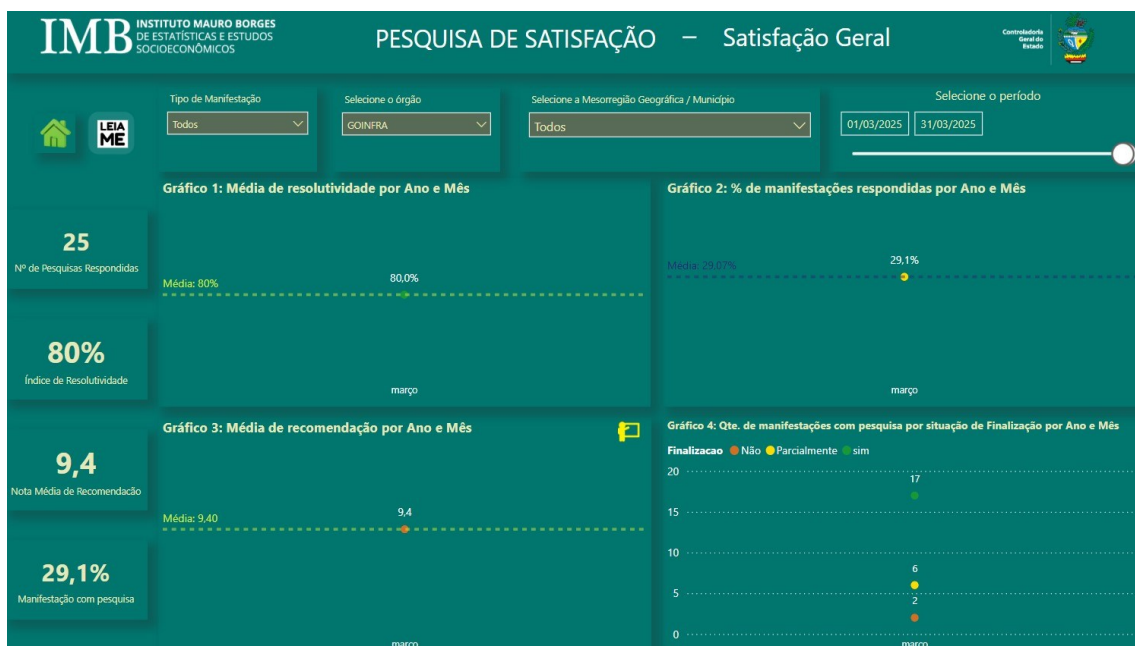 IMB
INSTITUTO MAURO BORGES
DE ESTATÍSTICAS E ESTUDOS
SOCIOECONÔMICOS
PESQUISA DE SATISFAÇÃO – Satisfação Geral
Controladoria
Geral do
Estado
LEIA
ME
Tipo de Manifestação
Todos
Selecione o órgão
GOINFRA
Selecione a Mesorregião Geográfica / Município
Todos
Selecione o período
01/03/2025 31/03/2025
25
Nº de Pesquisas Respondidas
80%
Índice de Resolutividade
9,4
Nota Média de Recomendacão
29,1%
Manifestação com pesquisa
Gráfico 1: Média de resolutividade por Ano e Mês
80,0%
Média: 80%
março
Gráfico 2: % de manifestações respondidas por Ano e Mês
29,1%
Média: 29,07%
março
Gráfico 3: Média de recomendação por Ano e Mês
9,4
Média: 9,40
março
Gráfico 4: Qte. de manifestações com pesquisa por situação de Finalização por Ano e Mês
Finalizacao Não Parcialmente sim
20
17
15
10
6
5
2
0
março